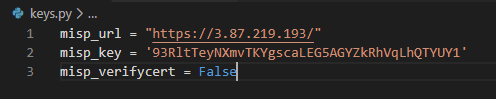 keys.py > ...
1 misp_url = "https://3.87.219.193/"
2 misp_key = '93RltTeyNXmvTKYgscaLEG5AGYZkRhVqLhQTYUY1'
3 misp_verifycert = False